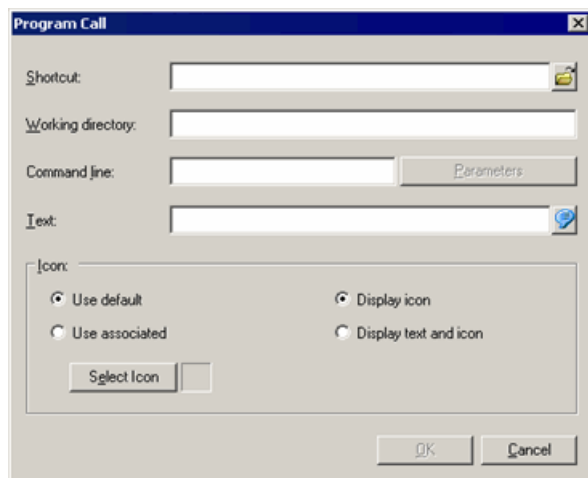 Program Call
Shortcut:
Working directory:
Command line:
Parameters
Text:
Icon:
Use default
Display icon
Use associated
Display text and icon
Select Icon
OK
Cancel